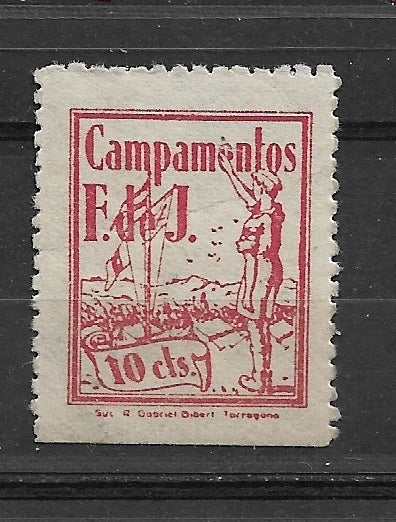 Campamentos
F. de J.
10 cts.
Suc. R. Gabriel Gibert Tarragona